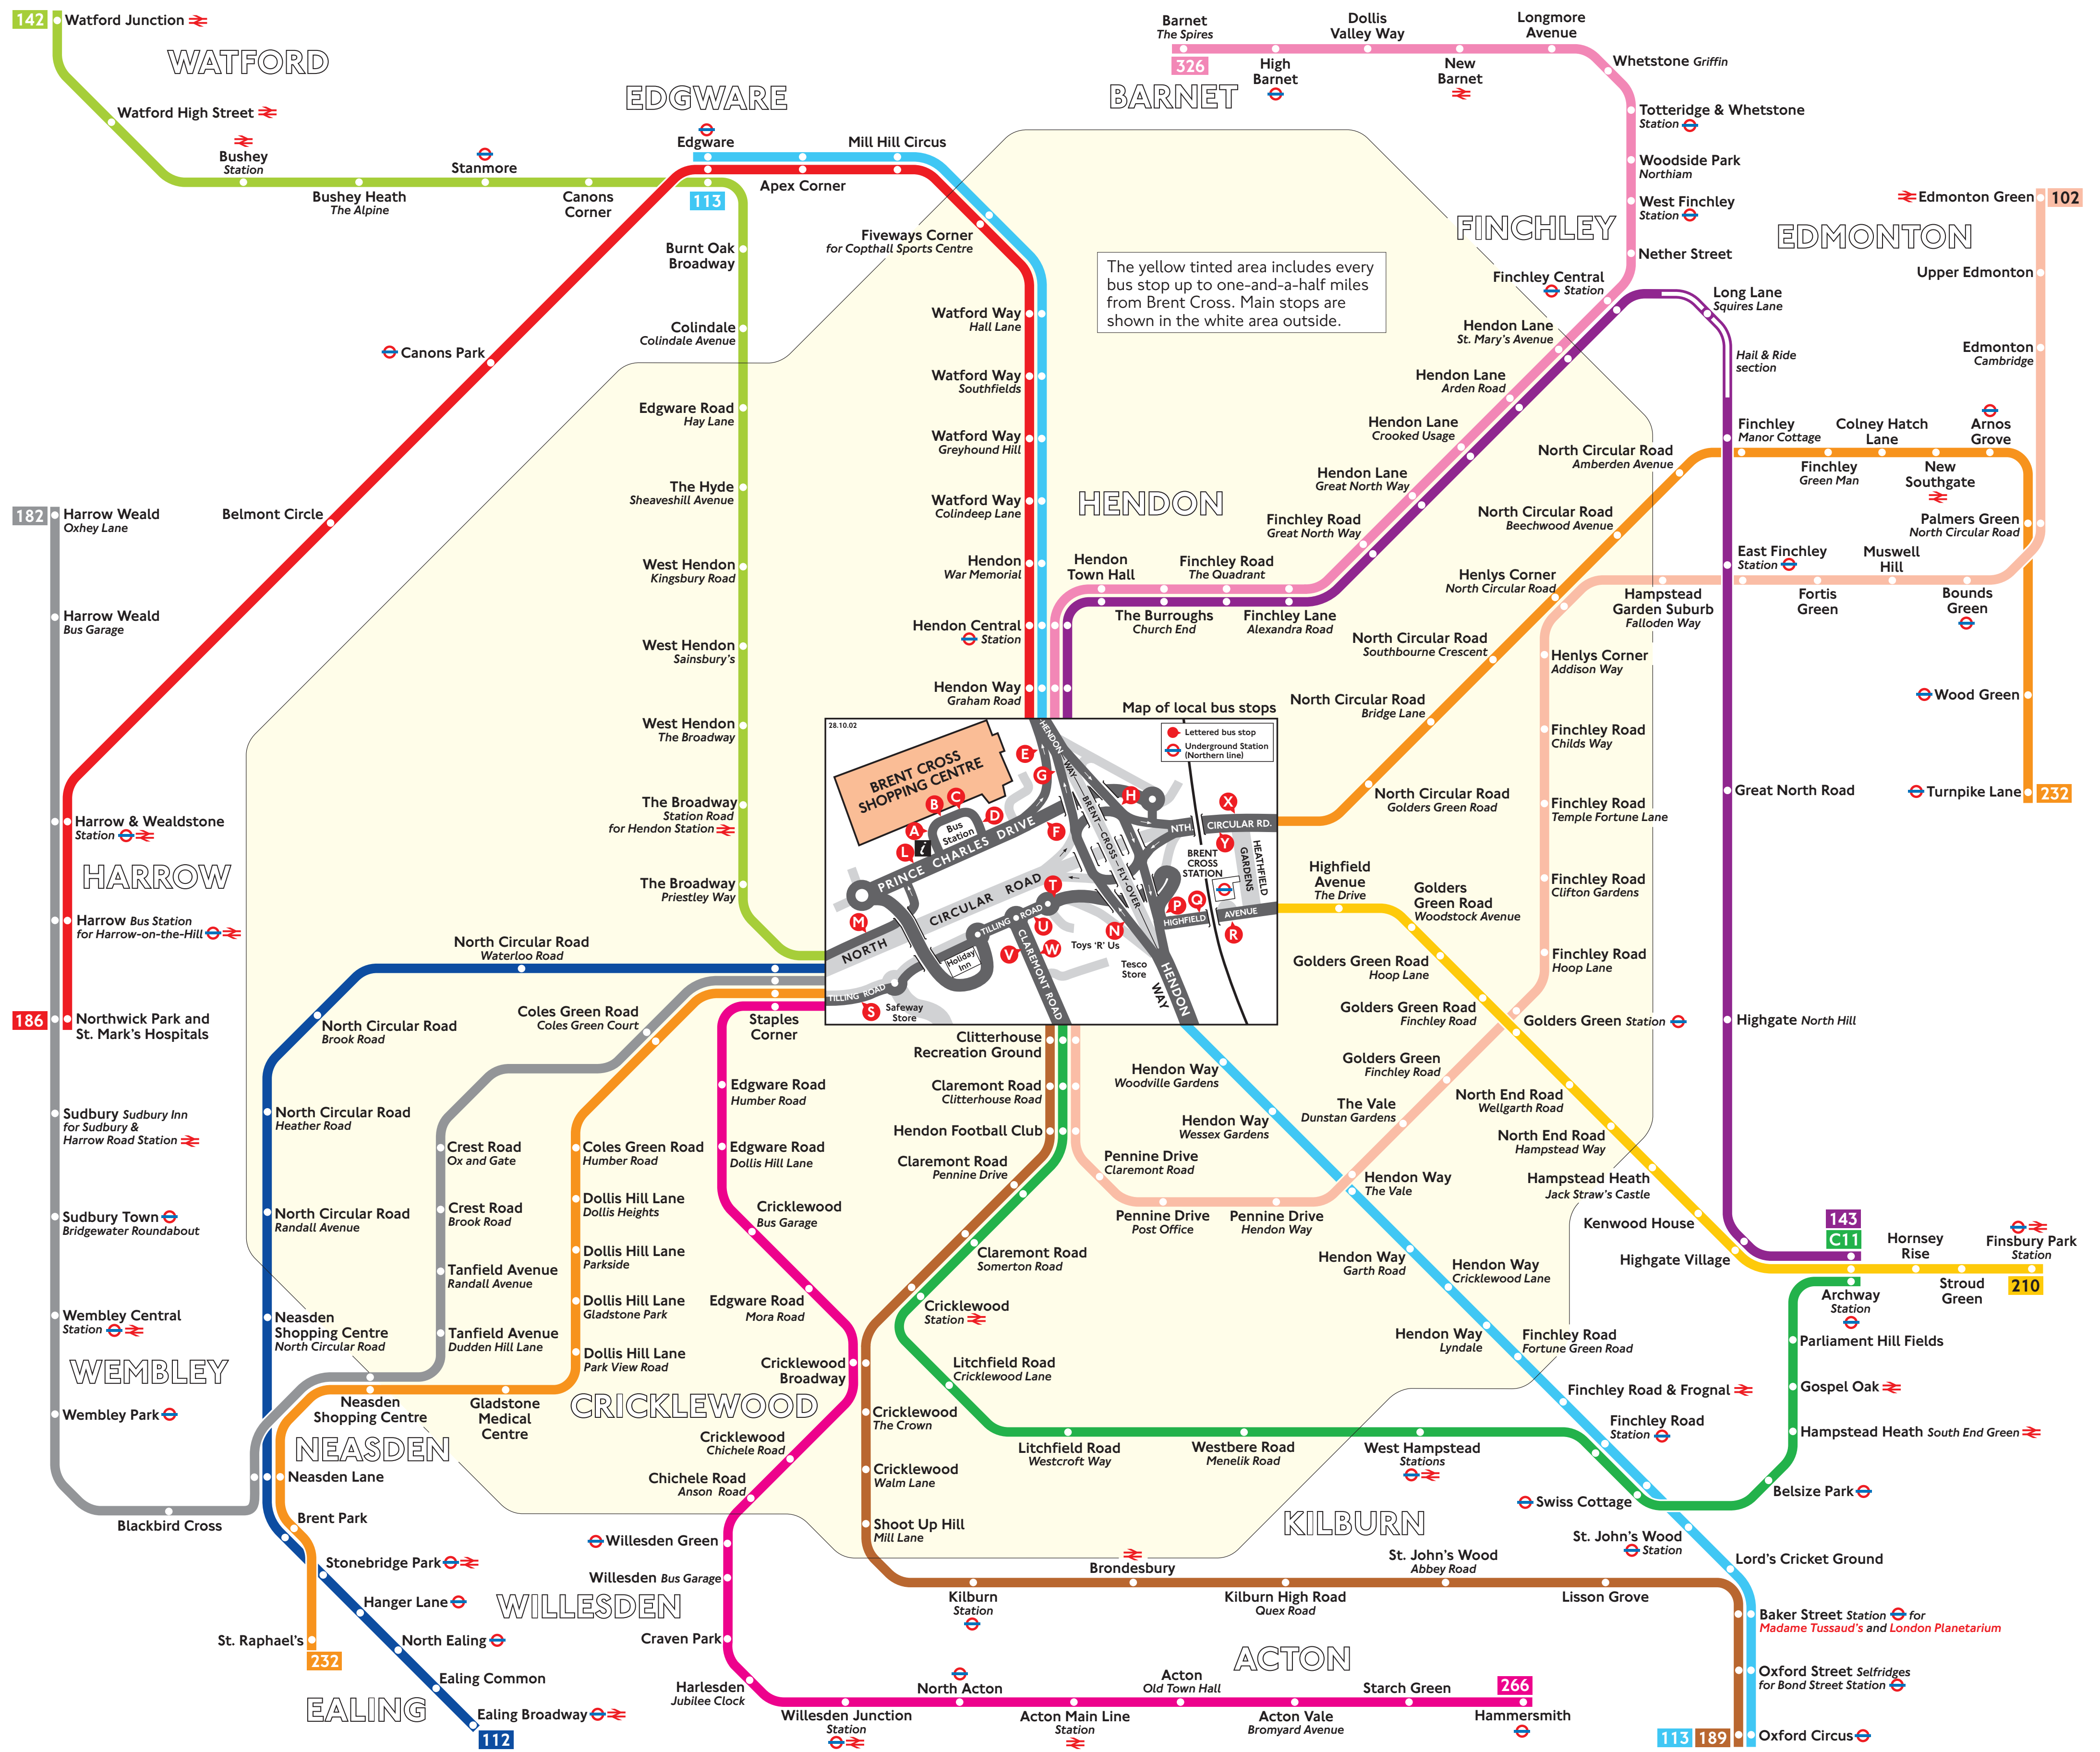 142
Watford Junction
WATFORD
Watford High Street
Bushey
Station
Bushey Heath
The Alpine
Stanmore
Canons
Corner
EDGWARE
Edgware
113
Apex Corner
Mill Hill Circus
Fiveways Corner
for Copthall Sports Centre
Burnt Oak
Broadway
Colindale
Colindale Avenue
Edgware Road
Hay Lane
The Hyde
Sheaveshill Avenue
West Hendon
Kingsbury Road
West Hendon
Sainsbury's
West Hendon
The Broadway
The Broadway
Station Road
for Hendon Station
The Broadway
Priestley Way
Canons Park
Belmont Circle
Watford Way
Hall Lane
Watford Way
Southfields
Watford Way
Greyhound Hill
Watford Way
Colindeep Lane
Hendon
War Memorial
Hendon Central
Station
Hendon Way
Graham Road
The yellow tinted area includes every
bus stop up to one-and-a-half miles
from Brent Cross. Main stops are
shown in the white area outside.
Barnet
The Spires
326
BARNET
High
Barnet
Dollis
Valley Way
New
Barnet
Longmore
Avenue
Whetstone Griffin
Totteridge & Whetstone
Station
Woodside Park
Northiam
West Finchley
Station
FINCHLEY
Nether Street
Finchley Central
Station
Hendon Lane
St. Mary's Avenue
Hendon Lane
Arden Road
Hendon Lane
Crooked Usage
Hendon Lane
Great North Way
Finchley Road
Great North Way
HENDON
Hendon
Town Hall
Finchley Road
The Quadrant
The Burroughs
Church End
Finchley Lane
Alexandra Road
Long Lane
Squires Lane
Hail & Ride
section
Edmonton Green
102
EDMONTON
Upper Edmonton
Edmonton
Cambridge
Finchley
Manor Cottage
Colney Hatch
Lane
Arnos
Grove
Finchley
Green Man
New
Southgate
Palmers Green
North Circular Road
North Circular Road
Amberden Avenue
North Circular Road
Beechwood Avenue
Henlys Corner
North Circular Road
North Circular Road
Southbourne Crescent
North Circular Road
Bridge Lane
North Circular Road
Golders Green Road
East Finchley
Station
Muswell
Hill
Hampstead
Garden Suburb
Falloden Way
Fortis
Green
Bounds
Green
Wood Green
Turnpike Lane
232
Great North Road
Highgate North Hill
Henlys Corner
Addison Way
Finchley Road
Childs Way
Finchley Road
Temple Fortune Lane
Finchley Road
Clifton Gardens
Finchley Road
Hoop Lane
182
Harrow Weald
Oxhey Lane
Harrow Weald
Bus Garage
Harrow & Wealdstone
Station
HARROW
Harrow Bus Station
for Harrow-on-the-Hill
186
Northwick Park and
St. Mark's Hospitals
Sudbury Sudbury Inn
for Sudbury &
Harrow Road Station
Sudbury Town
Bridgewater Roundabout
Wembley Central
Station
WEMBLEY
Wembley Park
Blackbird Cross
Map of local bus stops
28.10.02
Lettered bus stop
Underground Station
(Northern line)
BRENT CROSS
SHOPPING CENTRE
Bus
Station
PRINCE CHARLES DRIVE
NORTH CIRCULAR ROAD
TILLING ROAD
TILLING ROAD
CLAREMONT ROAD
HENDON WAY
BRENT CROSS FLY-OVER
NTH. CIRCULAR RD.
BRENT
CROSS
STATION
HEATHFIELD
GARDENS
HIGHFIELD AVENUE
HENDON
WAY
Holiday
Inn
Toys 'R' Us
Tesco
Store
Safeway
Store
A
B
C
D
E
F
G
H
i
L
M
N
P
Q
R
S
T
U
V
W
X
Y
North Circular Road
Waterloo Road
North Circular Road
Brook Road
North Circular Road
Heather Road
North Circular Road
Randall Avenue
Neasden
Shopping Centre
North Circular Road
Coles Green Road
Coles Green Court
Crest Road
Ox and Gate
Crest Road
Brook Road
Tanfield Avenue
Randall Avenue
Tanfield Avenue
Dudden Hill Lane
Neasden
Shopping Centre
Gladstone
Medical
Centre
Coles Green Road
Humber Road
Dollis Hill Lane
Dollis Heights
Dollis Hill Lane
Parkside
Dollis Hill Lane
Gladstone Park
Dollis Hill Lane
Park View Road
Staples
Corner
Edgware Road
Humber Road
Edgware Road
Dollis Hill Lane
Cricklewood
Bus Garage
Edgware Road
Mora Road
Cricklewood
Broadway
CRICKLEWOOD
Cricklewood
Chichele Road
Chichele Road
Anson Road
NEASDEN
Neasden Lane
Brent Park
Stonebridge Park
Hanger Lane
North Ealing
Ealing Common
Ealing Broadway
112
EALING
St. Raphael's
232
Willesden Green
Willesden Bus Garage
WILLESDEN
Craven Park
Harlesden
Jubilee Clock
Willesden Junction
Station
North Acton
Acton Main Line
Station
Acton
Old Town Hall
ACTON
Acton Vale
Bromyard Avenue
Starch Green
266
Hammersmith
Clitterhouse
Recreation Ground
Claremont Road
Clitterhouse Road
Hendon Football Club
Claremont Road
Pennine Drive
Claremont Road
Somerton Road
Cricklewood
Station
Litchfield Road
Cricklewood Lane
Cricklewood
The Crown
Cricklewood
Walm Lane
Shoot Up Hill
Mill Lane
Kilburn
Station
Brondesbury
Kilburn High Road
Quex Road
St. John's Wood
Abbey Road
Lisson Grove
KILBURN
Litchfield Road
Westcroft Way
Westbere Road
Menelik Road
West Hampstead
Stations
Pennine Drive
Claremont Road
Pennine Drive
Post Office
Pennine Drive
Hendon Way
Hendon Way
The Vale
The Vale
Dunstan Gardens
Golders Green
Finchley Road
Hendon Way
Woodville Gardens
Hendon Way
Wessex Gardens
Hendon Way
Garth Road
Hendon Way
Cricklewood Lane
Hendon Way
Lyndale
Finchley Road
Fortune Green Road
Finchley Road & Frognal
Finchley Road
Station
Swiss Cottage
St. John's Wood
Station
Lord's Cricket Ground
Baker Street Station for
Madame Tussaud's and London Planetarium
Oxford Street Selfridges
for Bond Street Station
113
189
Oxford Circus
Highfield
Avenue
The Drive
Golders
Green Road
Woodstock Avenue
Golders Green Road
Hoop Lane
Golders Green Road
Finchley Road
Golders Green Station
North End Road
Wellgarth Road
North End Road
Hampstead Way
Hampstead Heath
Jack Straw's Castle
Kenwood House
Highgate Village
143
C11
Archway
Station
Hornsey
Rise
Stroud
Green
Finsbury Park
Station
210
Parliament Hill Fields
Gospel Oak
Hampstead Heath South End Green
Belsize Park